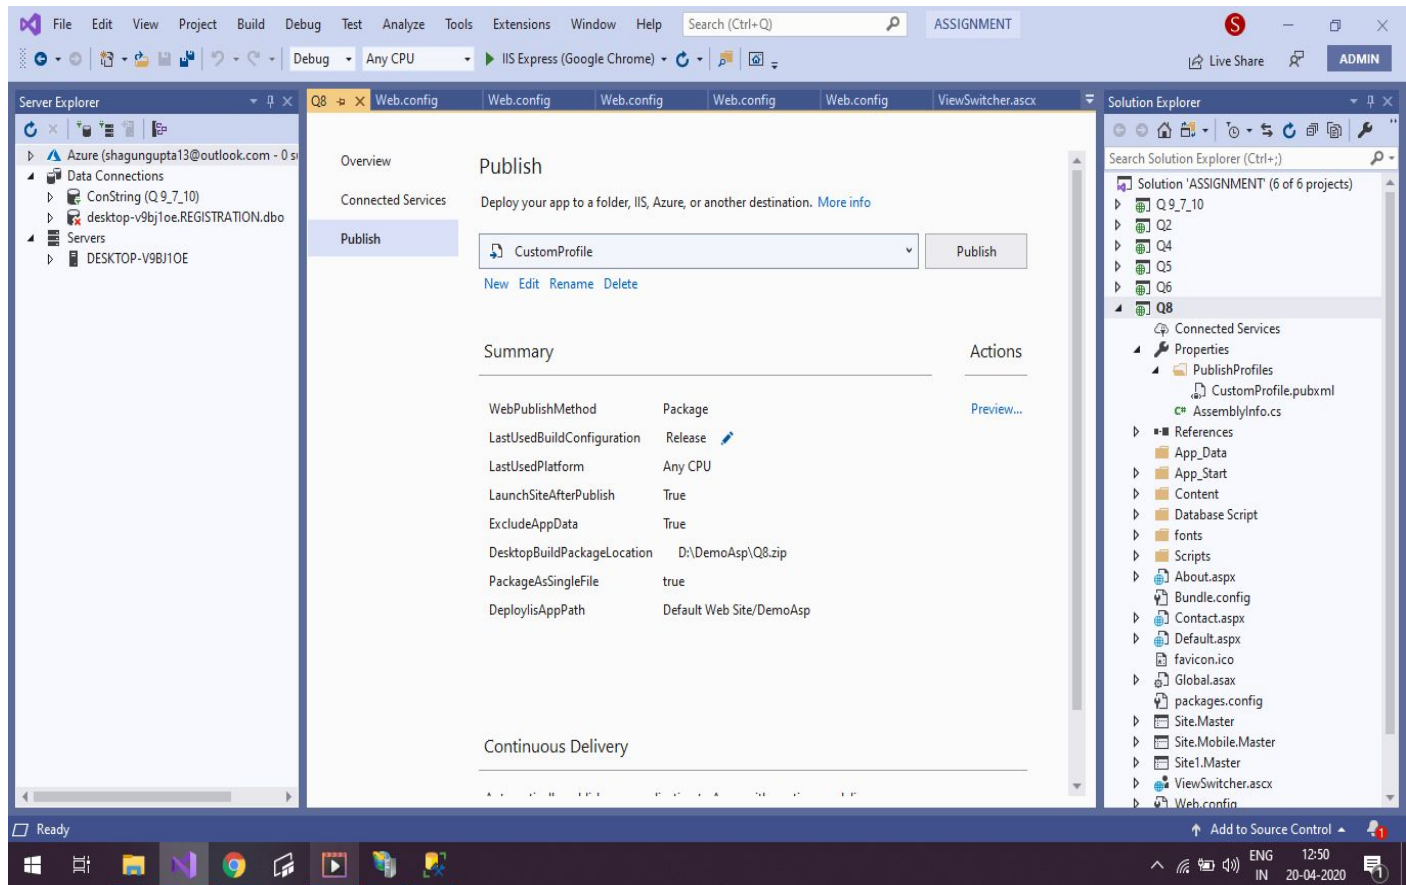 File Edit View Project Build Debug Test Analyze Tools Extensions Window Help Search (Ctrl+Q) ASSIGNMENT S
Debug Any CPU IIS Express (Google Chrome) Live Share ADMIN
Server Explorer
Azure (shagungupta13@outlook.com - 0 su
Data Connections
ConString (Q 9_7_10)
desktop-v9bj1oe.REGISTRATION.dbo
Servers
DESKTOP-V9BJ1OE
Q8 Web.config Web.config Web.config Web.config Web.config ViewSwitcher.ascx
Overview
Connected Services
Publish
Publish
Deploy your app to a folder, IIS, Azure, or another destination. More info
CustomProfile Publish
New Edit Rename Delete
Summary Actions
WebPublishMethod Package Preview...
LastUsedBuildConfiguration Release
LastUsedPlatform Any CPU
LaunchSiteAfterPublish True
ExcludeAppData True
DesktopBuildPackageLocation D:\DemoAsp\Q8.zip
PackageAsSingleFile true
DeployIisAppPath Default Web Site/DemoAsp
Continuous Delivery
Solution Explorer
Search Solution Explorer (Ctrl+;)
Solution 'ASSIGNMENT' (6 of 6 projects)
Q 9_7_10
Q2
Q4
Q5
Q6
Q8
Connected Services
Properties
PublishProfiles
CustomProfile.pubxml
C# AssemblyInfo.cs
References
App_Data
App_Start
Content
Database Script
fonts
Scripts
About.aspx
Bundle.config
Contact.aspx
Default.aspx
favicon.ico
Global.asax
packages.config
Site.Master
Site.Mobile.Master
Site1.Master
ViewSwitcher.ascx
Web.config
Ready Add to Source Control 1
ENG 12:50
IN 20-04-2020 1